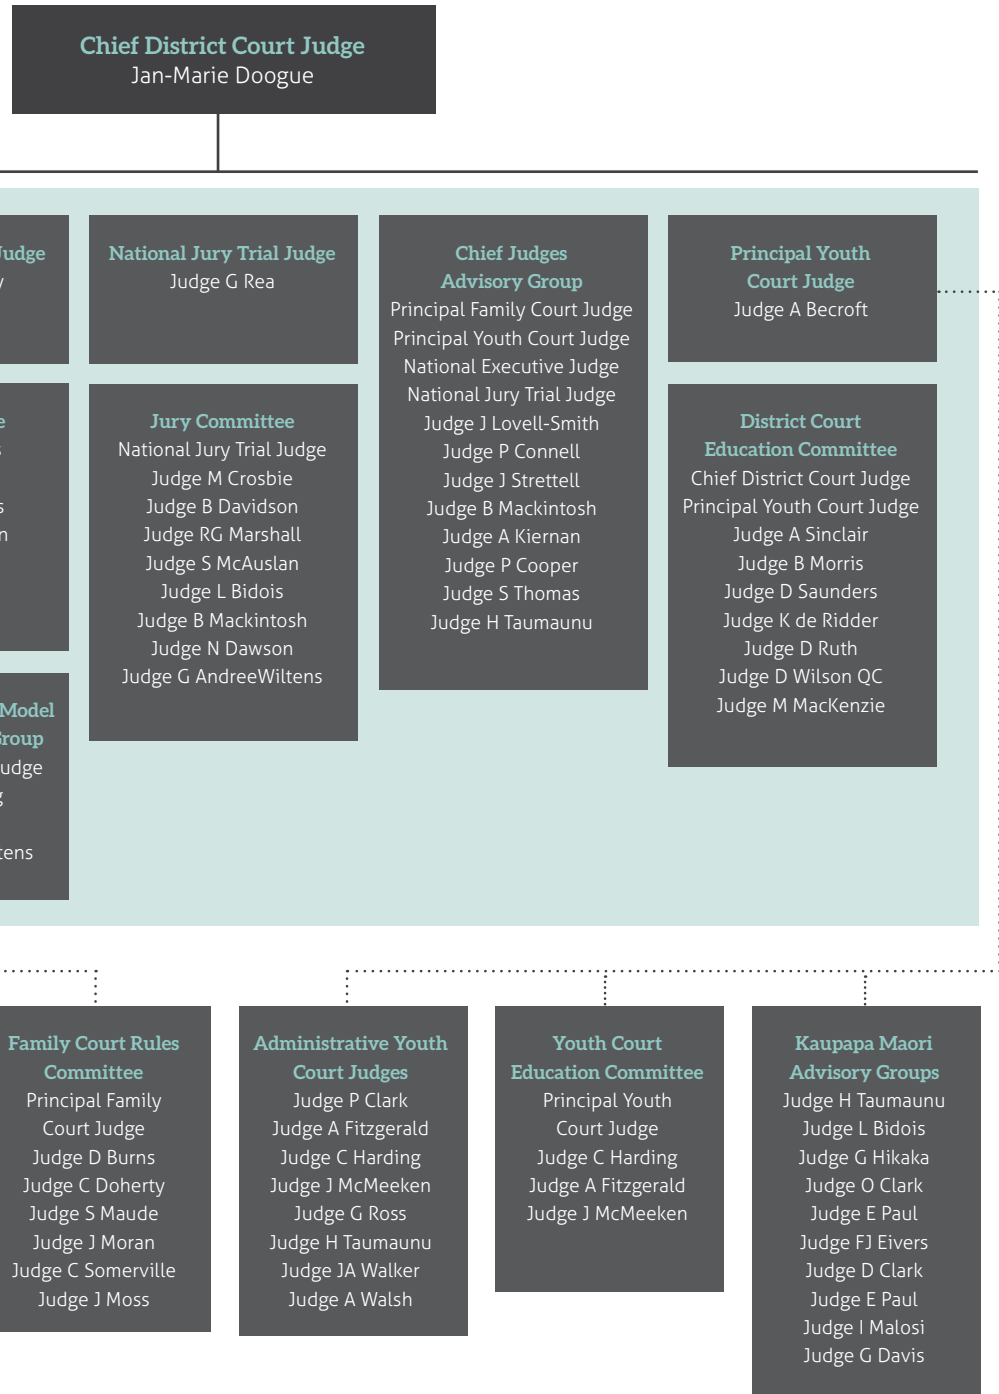 Chief District Court Judge
Jan-Marie Doogue
Judge
National Jury Trial Judge
Judge G Rea
Chief Judges
Advisory Group
Principal Family Court Judge
Principal Youth Court Judge
National Executive Judge
National Jury Trial Judge
Judge J Lovell-Smith
Judge P Connell
Judge J Strettell
Judge B Mackintosh
Judge A Kiernan
Judge P Cooper
Judge S Thomas
Judge H Taumaunu
Principal Youth
Court Judge
Judge A Becroft
Jury Committee
National Jury Trial Judge
Judge M Crosbie
Judge B Davidson
Judge RG Marshall
Judge S McAuslan
Judge L Bidois
Judge B Mackintosh
Judge N Dawson
Judge G AndreeWiltens
District Court
Education Committee
Chief District Court Judge
Principal Youth Court Judge
Judge A Sinclair
Judge B Morris
Judge D Saunders
Judge K de Ridder
Judge D Ruth
Judge D Wilson QC
Judge M MacKenzie
Model
Group
udge
tens
Family Court Rules
Committee
Principal Family
Court Judge
Judge D Burns
Judge C Doherty
Judge S Maude
Judge J Moran
Judge C Somerville
Judge J Moss
Administrative Youth
Court Judges
Judge P Clark
Judge A Fitzgerald
Judge C Harding
Judge J McMeeken
Judge G Ross
Judge H Taumaunu
Judge JA Walker
Judge A Walsh
Youth Court
Education Committee
Principal Youth
Court Judge
Judge C Harding
Judge A Fitzgerald
Judge J McMeeken
Kaupapa Maori
Advisory Groups
Judge H Taumaunu
Judge L Bidois
Judge G Hikaka
Judge O Clark
Judge E Paul
Judge FJ Eivers
Judge D Clark
Judge E Paul
Judge I Malosi
Judge G Davis